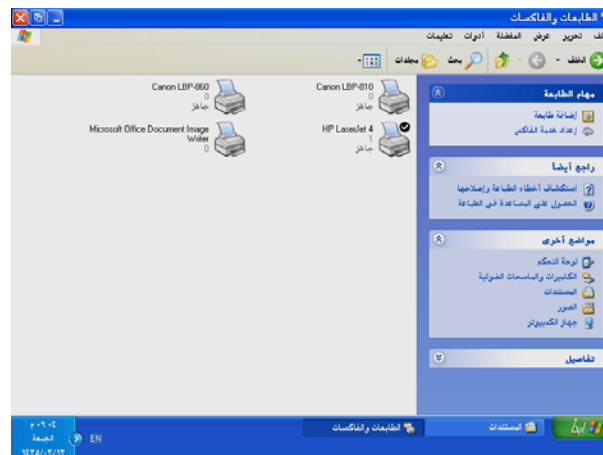 الطابعات والفاكسات
ملف تحرير عرض المفضلة أدوات تعليمات
الخلف بحث مجلدات
مهام الطابعة
إضافة طابعة
إعداد خدمة الفاكس
راجع أيضاً
استكشاف أخطاء الطباعة وإصلاحها
الحصول على المساعدة في الطباعة
مواضع أخرى
لوحة التحكم
الكاميرات والماسحات الضوئية
المستندات
الصور
جهاز الكمبيوتر
تفاصيل
Canon LBP-810
0
جاهز
Canon LBP-860
0
جاهز
HP LaserJet 4
1
جاهز
Microsoft Office Document Image
Writer
0
ابدأ
المستندات
الطابعات والفاكسات
EN
٠٩:٠٤ م
الجمعة